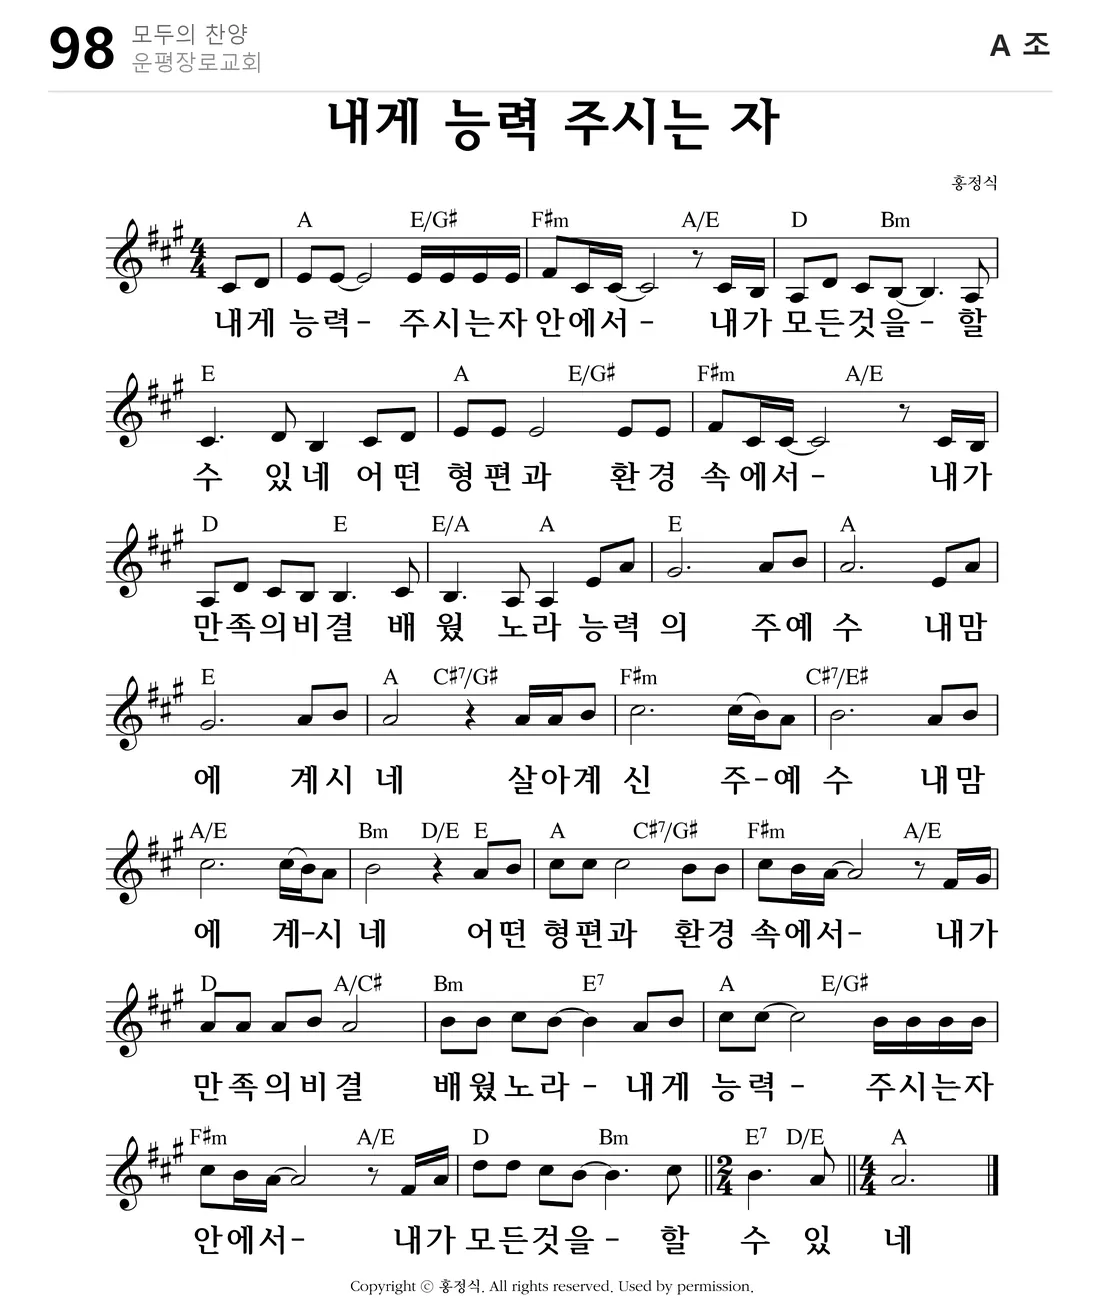 98
모두의 찬양
운평장로교회
A 조
내게 능력 주시는 자
홍정식
A E/G♯ F♯m A/E D Bm
내게 능력- 주시는자 안에서- 내가 모든것을- 할
E A E/G♯ F♯m A/E
수 있네 어떤 형편과 환경 속에서- 내가
D E E/A A E A
만족의비결 배웠 노라 능력 의 주예 수 내맘
E A C♯7/G♯ F♯m C♯7/E♯
에 계시 네 살아계 신 주-예 수 내맘
A/E Bm D/E E A C♯7/G♯ F♯m A/E
에 계-시 네 어떤 형편과 환경 속에서- 내가
D A/C♯ Bm E7 A E/G♯
만족의비결 배웠노라- 내게 능력- 주시는자
F♯m A/E D Bm E7 D/E A
안에서- 내가 모든것을- 할 수 있 네
Copyright ⓒ 홍정식. All rights reserved. Used by permission.